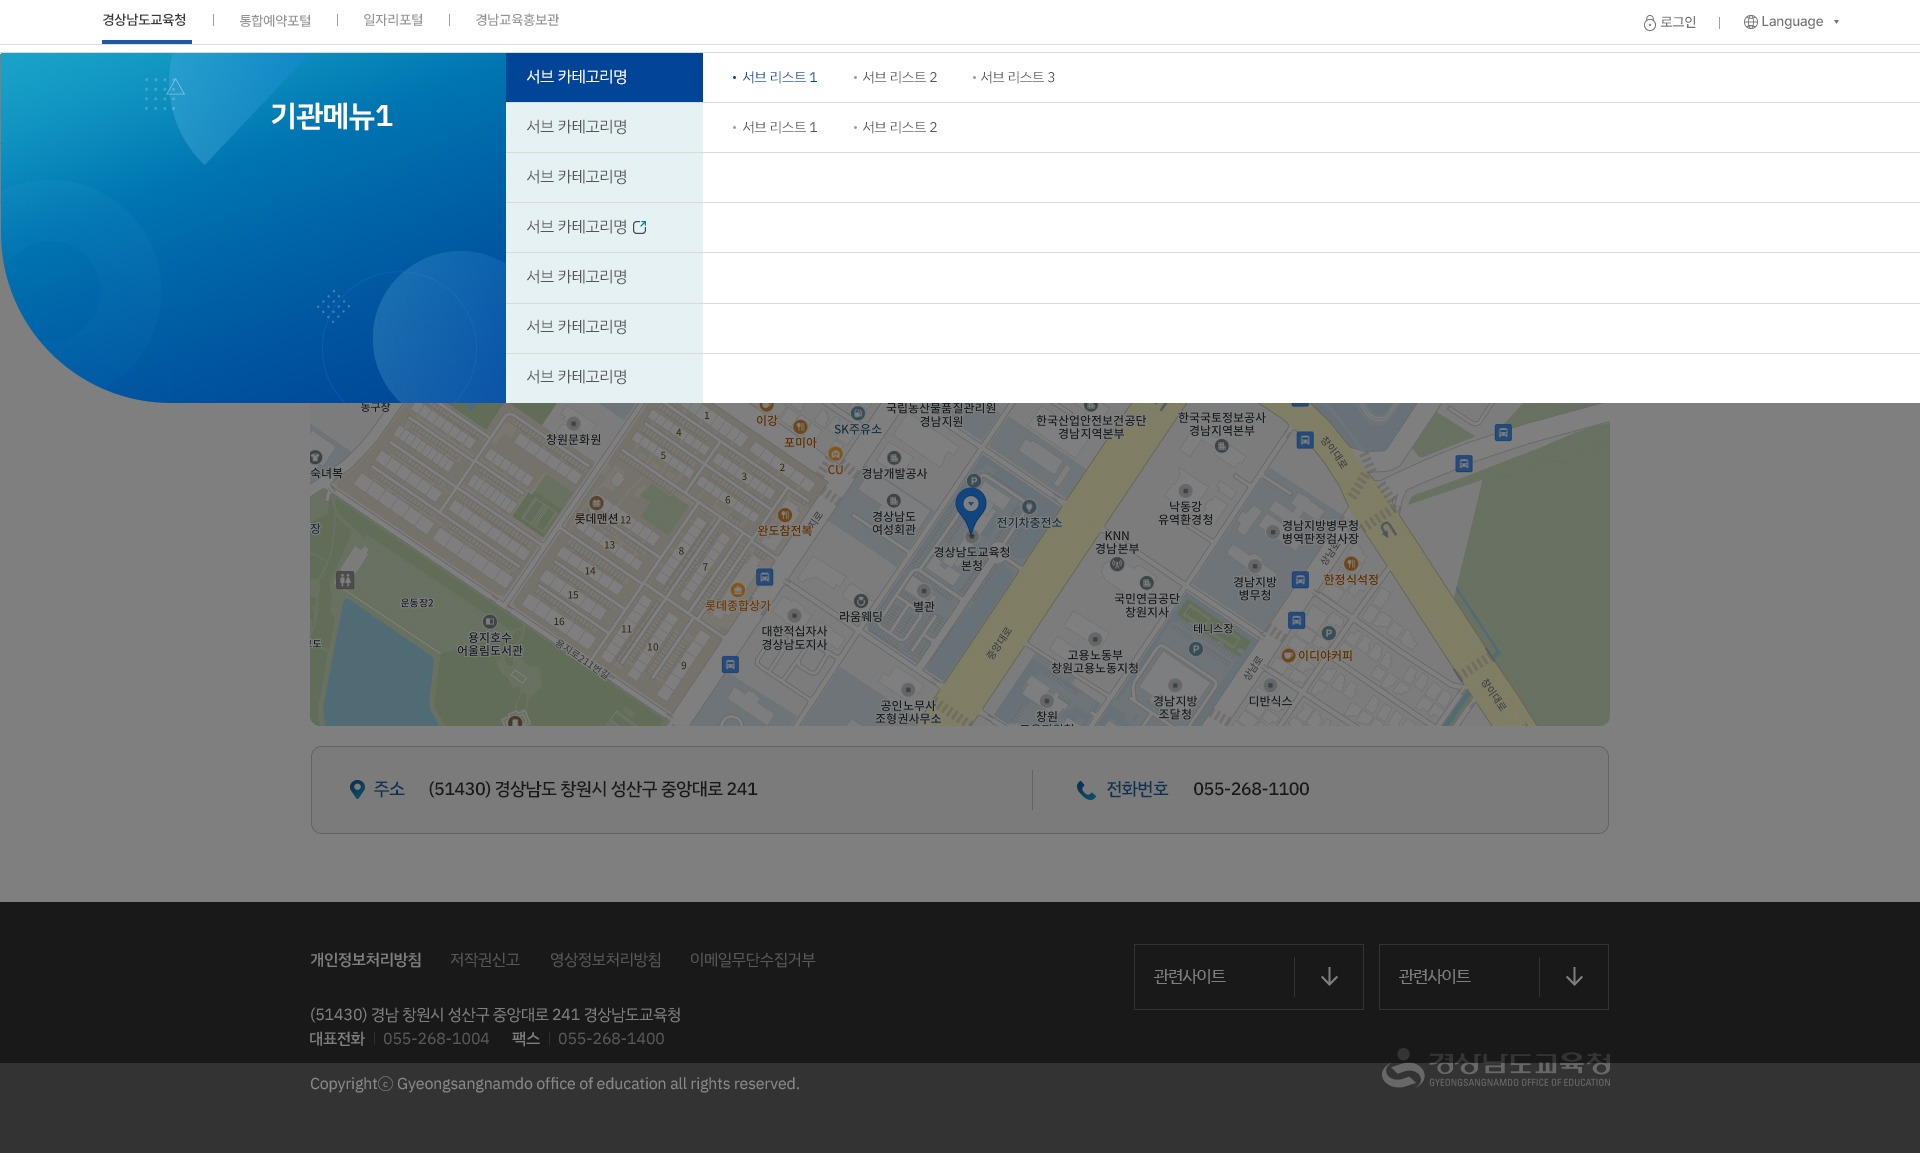 경상남도교육청 통합예약포털 일자리포털 경남교육홍보관 로그인 Language
기관메뉴1
서브 카테고리명 서브 리스트 1 서브 리스트 2 서브 리스트 3
서브 카테고리명 서브 리스트 1 서브 리스트 2
서브 카테고리명
서브 카테고리명
서브 카테고리명
서브 카테고리명
서브 카테고리명
창원문화원
숙녀복
이강
포미아
CU
SK주유소
국립농산물품질관리원
경남지원
한국산업안전보건공단
경남지역본부
한국국토정보공사
경남지역본부
창이대로
경남개발공사
경상남도
여성회관
P
전기차충전소
경상남도교육청
본청
낙동강
유역환경청
경남지방병무청
병역판정검사장
KNN
경남본부
상남로
한정식석정
경남지방
병무청
국민연금공단
창원지사
테니스장
P
P
이디야커피
고용노동부
창원고용노동지청
중앙대로
상남로
경남지방
조달청
디반식스
창이대로
창원
공인노무사
조형권사무소
별관
라움웨딩
대한적십자사
경상남도지사
롯데종합상가
완도참전복
롯데맨션
1
4
5
2
3
6
12
13
8
14
7
15
16
11
10
9
운동장2
용지호수
어울림도서관
용지로211번길
주소 (51430) 경상남도 창원시 성산구 중앙대로 241 전화번호 055-268-1100
개인정보처리방침 저작권신고 영상정보처리방침 이메일무단수집거부 관련사이트 관련사이트
(51430) 경남 창원시 성산구 중앙대로 241 경상남도교육청
대표전화 055-268-1004 팩스 055-268-1400
경상남도교육청
GYEONGSANGNAMDO OFFICE OF EDUCATION
Copyrightⓒ Gyeongsangnamdo office of education all rights reserved.